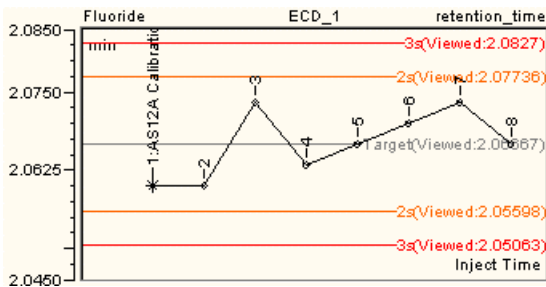 Fluoride ECD_1 retention_time
2.0850
min
3s(Viewed:2.0827)
2s(Viewed:2.07736)
2.0750
1:AS12A Calibratio
2
3
4
5
6
7
8
Target(Viewed:2.06667)
2.0625
2s(Viewed:2.05598)
3s(Viewed:2.05063)
Inject Time
2.0450